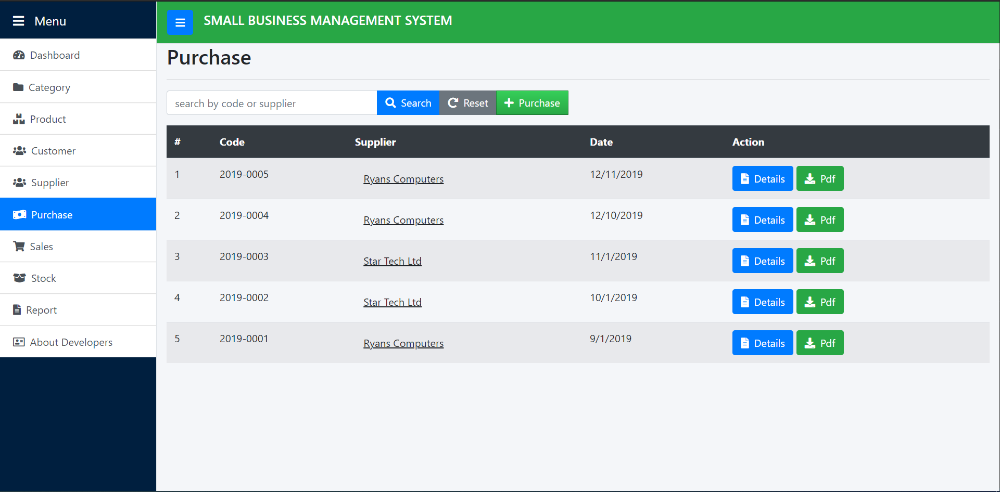 Menu
Dashboard
Category
Product
Customer
Supplier
Purchase
Sales
Stock
Report
About Developers
SMALL BUSINESS MANAGEMENT SYSTEM
Purchase
search by code or supplier Search Reset Purchase
# Code Supplier Date Action
1 2019-0005 Ryans Computers 12/11/2019 Details Pdf
2 2019-0004 Ryans Computers 12/10/2019 Details Pdf
3 2019-0003 Star Tech Ltd 11/1/2019 Details Pdf
4 2019-0002 Star Tech Ltd 10/1/2019 Details Pdf
5 2019-0001 Ryans Computers 9/1/2019 Details Pdf